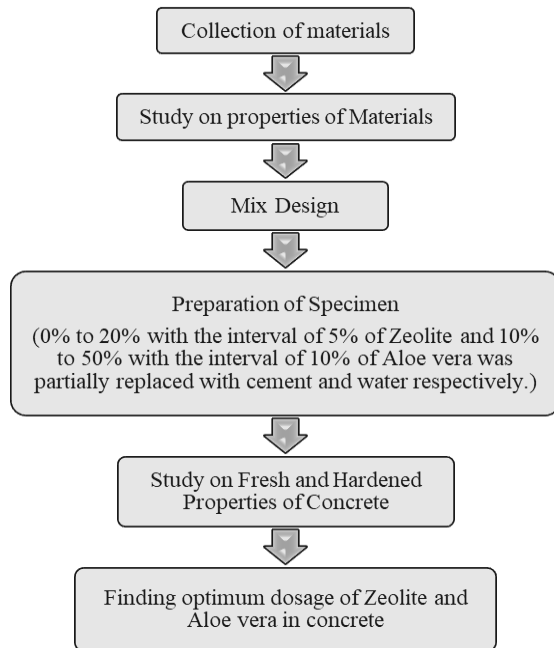 Collection of materials
Study on properties of Materials
Mix Design
Preparation of Specimen
(0% to 20% with the interval of 5% of Zeolite and 10%
to 50% with the interval of 10% of Aloe vera was
partially replaced with cement and water respectively.)
Study on Fresh and Hardened
Properties of Concrete
Finding optimum dosage of Zeolite and
Aloe vera in concrete